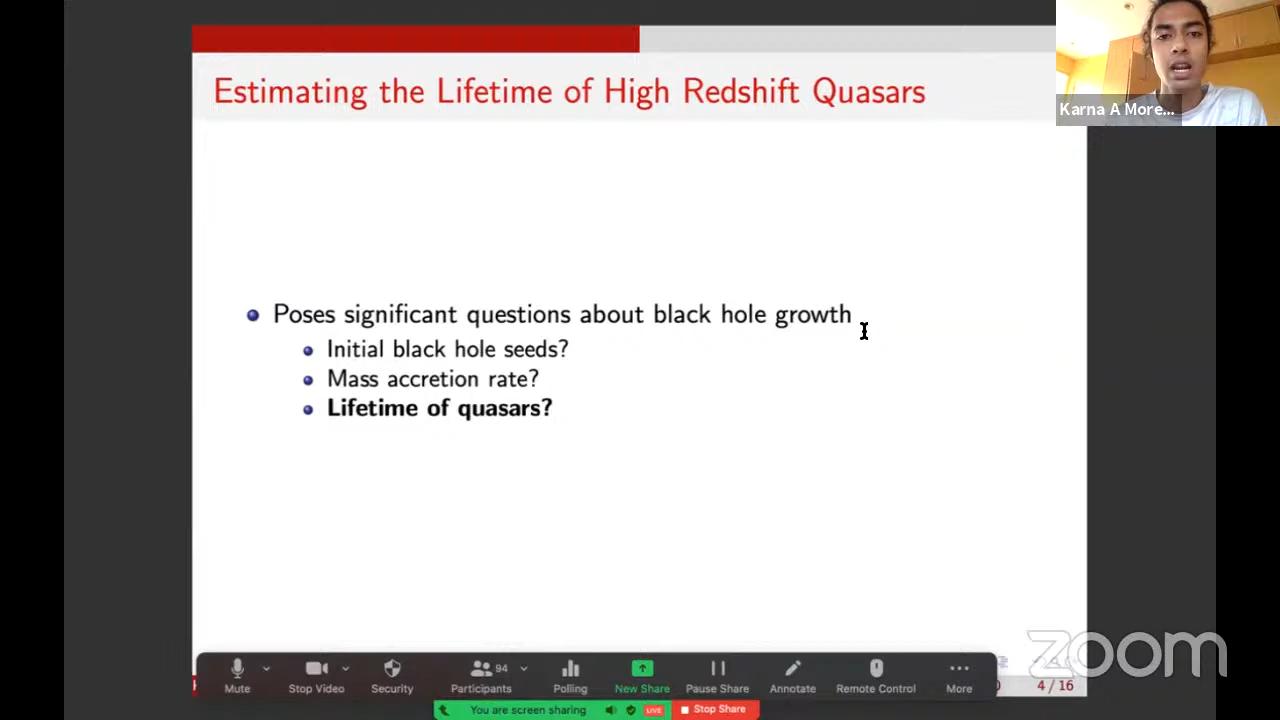 Estimating the Lifetime of High Redshift Quasars
Karna A More...
Poses significant questions about black hole growth
Initial black hole seeds?
Mass accretion rate?
Lifetime of quasars?
zoom
94
Mute Stop Video Security Participants Polling New Share Pause Share Annotate Remote Control More
4 / 16
You are screen sharing LIVE Stop Share